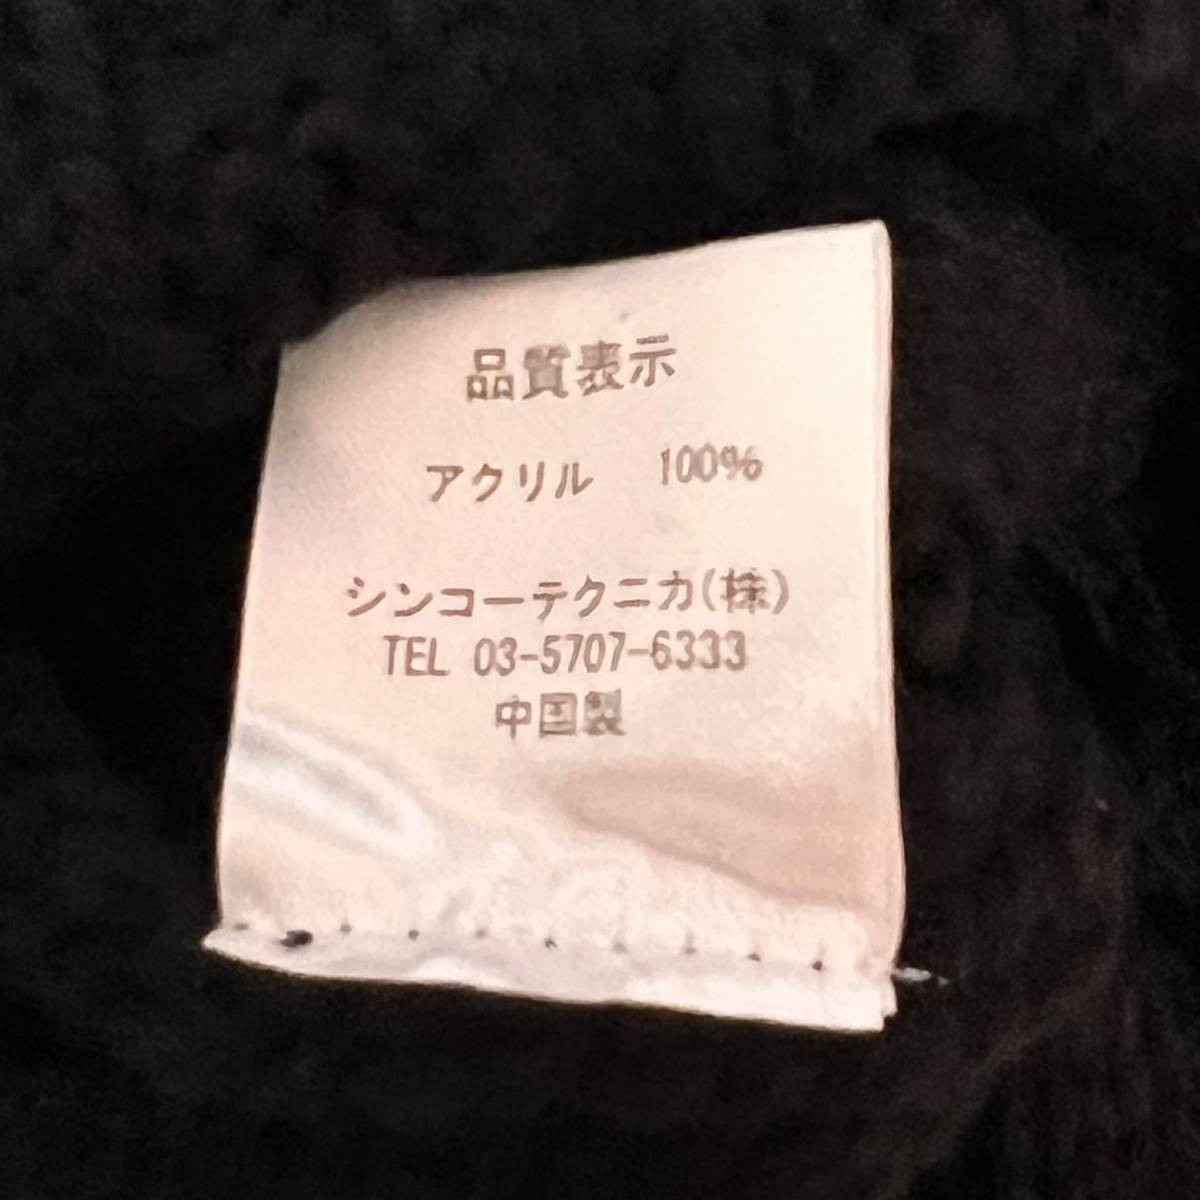 品質表示
アクリル 100%
シンコーテクニカ(株)
TEL 03-5707-6333
中国製